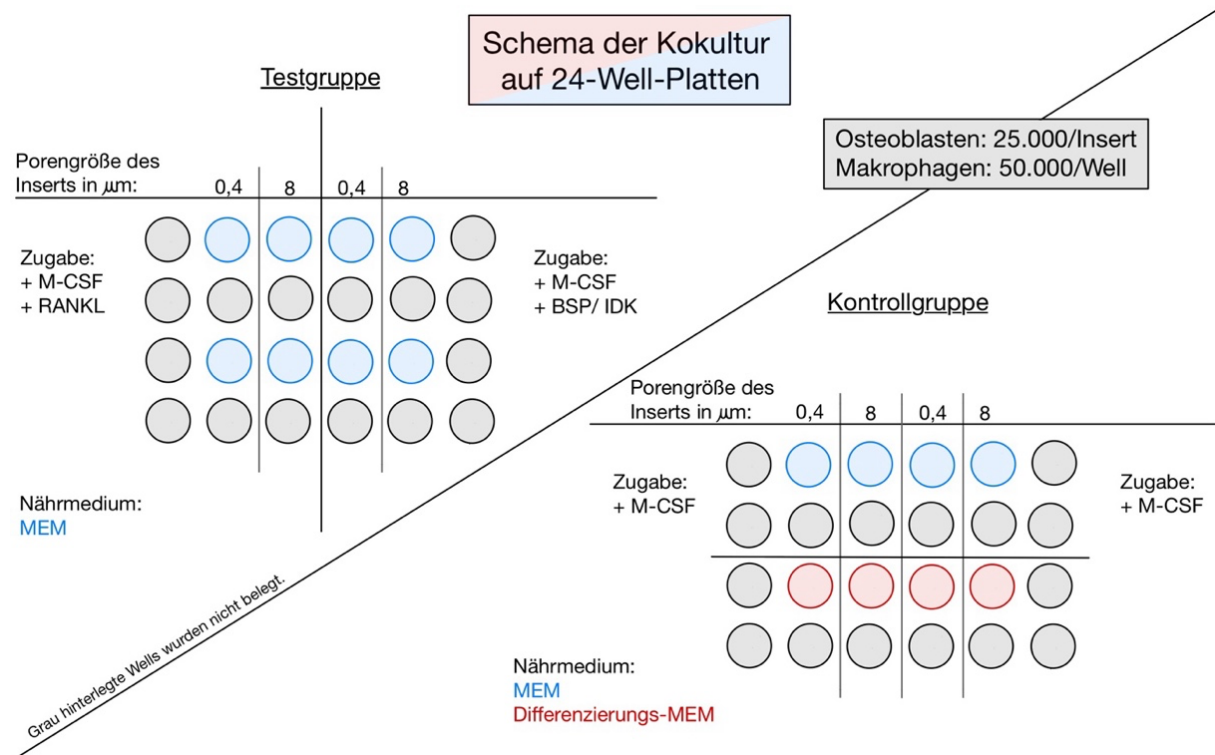 Schema der Kokultur
auf 24-Well-Platten
Testgruppe
Osteoblasten: 25.000/Insert
Makrophagen: 50.000/Well
Porengröße des
Inserts in µm:
0,4 8 0,4 8
Zugabe:
+ M-CSF
+ RANKL
Zugabe:
+ M-CSF
+ BSP/ IDK
Nährmedium:
MEM
Kontrollgruppe
Porengröße des
Inserts in µm:
0,4 8 0,4 8
Zugabe:
+ M-CSF
Zugabe:
+ M-CSF
Nährmedium:
MEM
Differenzierungs-MEM
Grau hinterlegte Wells wurden nicht belegt.